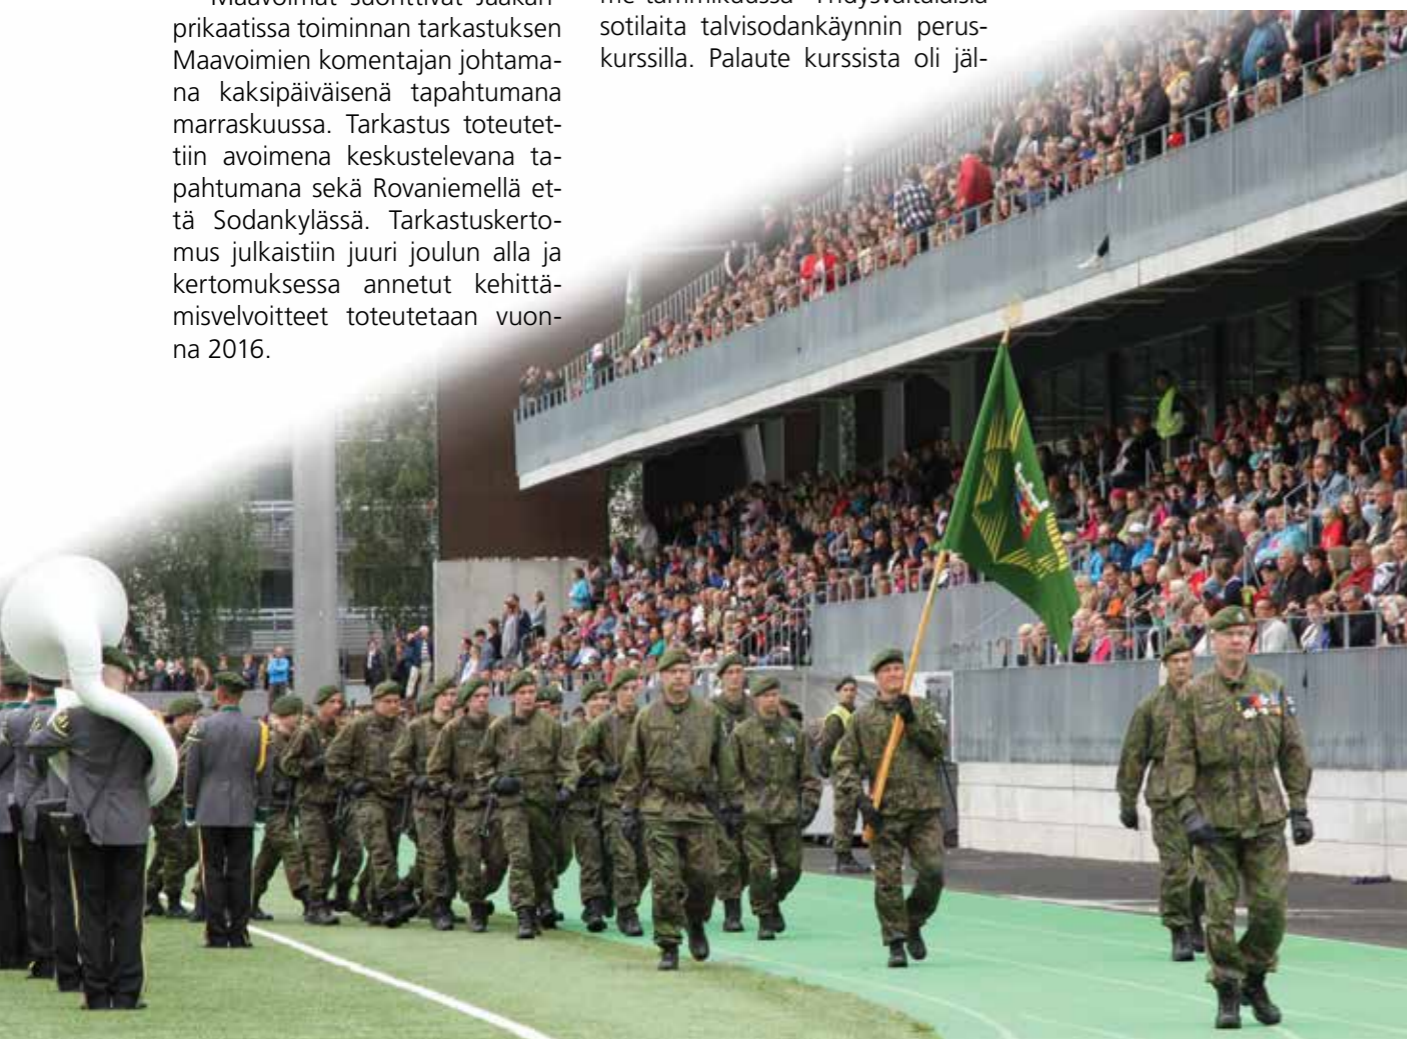 prikaatissa toiminnan tarkastuksen
Maavoimien komentajan johtama-
na kaksipäiväisenä tapahtumana
marraskuussa. Tarkastus toteutet-
tiin avoimena keskustelevana ta-
pahtumana sekä Rovaniemellä et-
tä Sodankylässä. Tarkastuskerto-
mus julkaistiin juuri joulun alla ja
kertomuksessa annetut kehittä-
misvelvoitteet toteutetaan vuon-
na 2016.
sotilaita talvisodankäynnin perus-
kurssilla. Palaute kurssista oli jäl-